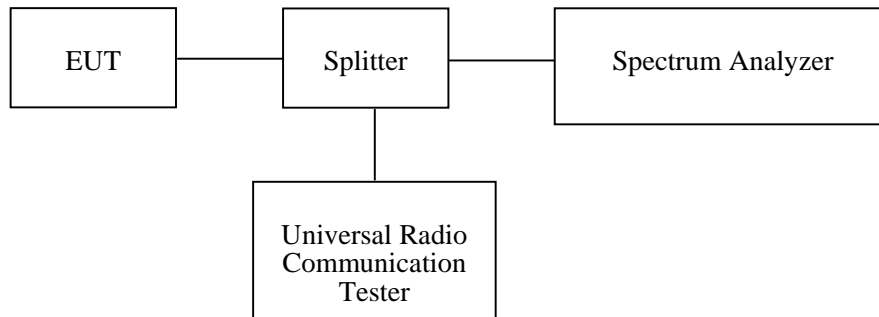 EUT
Splitter
Spectrum Analyzer
Universal Radio
Communication
Tester